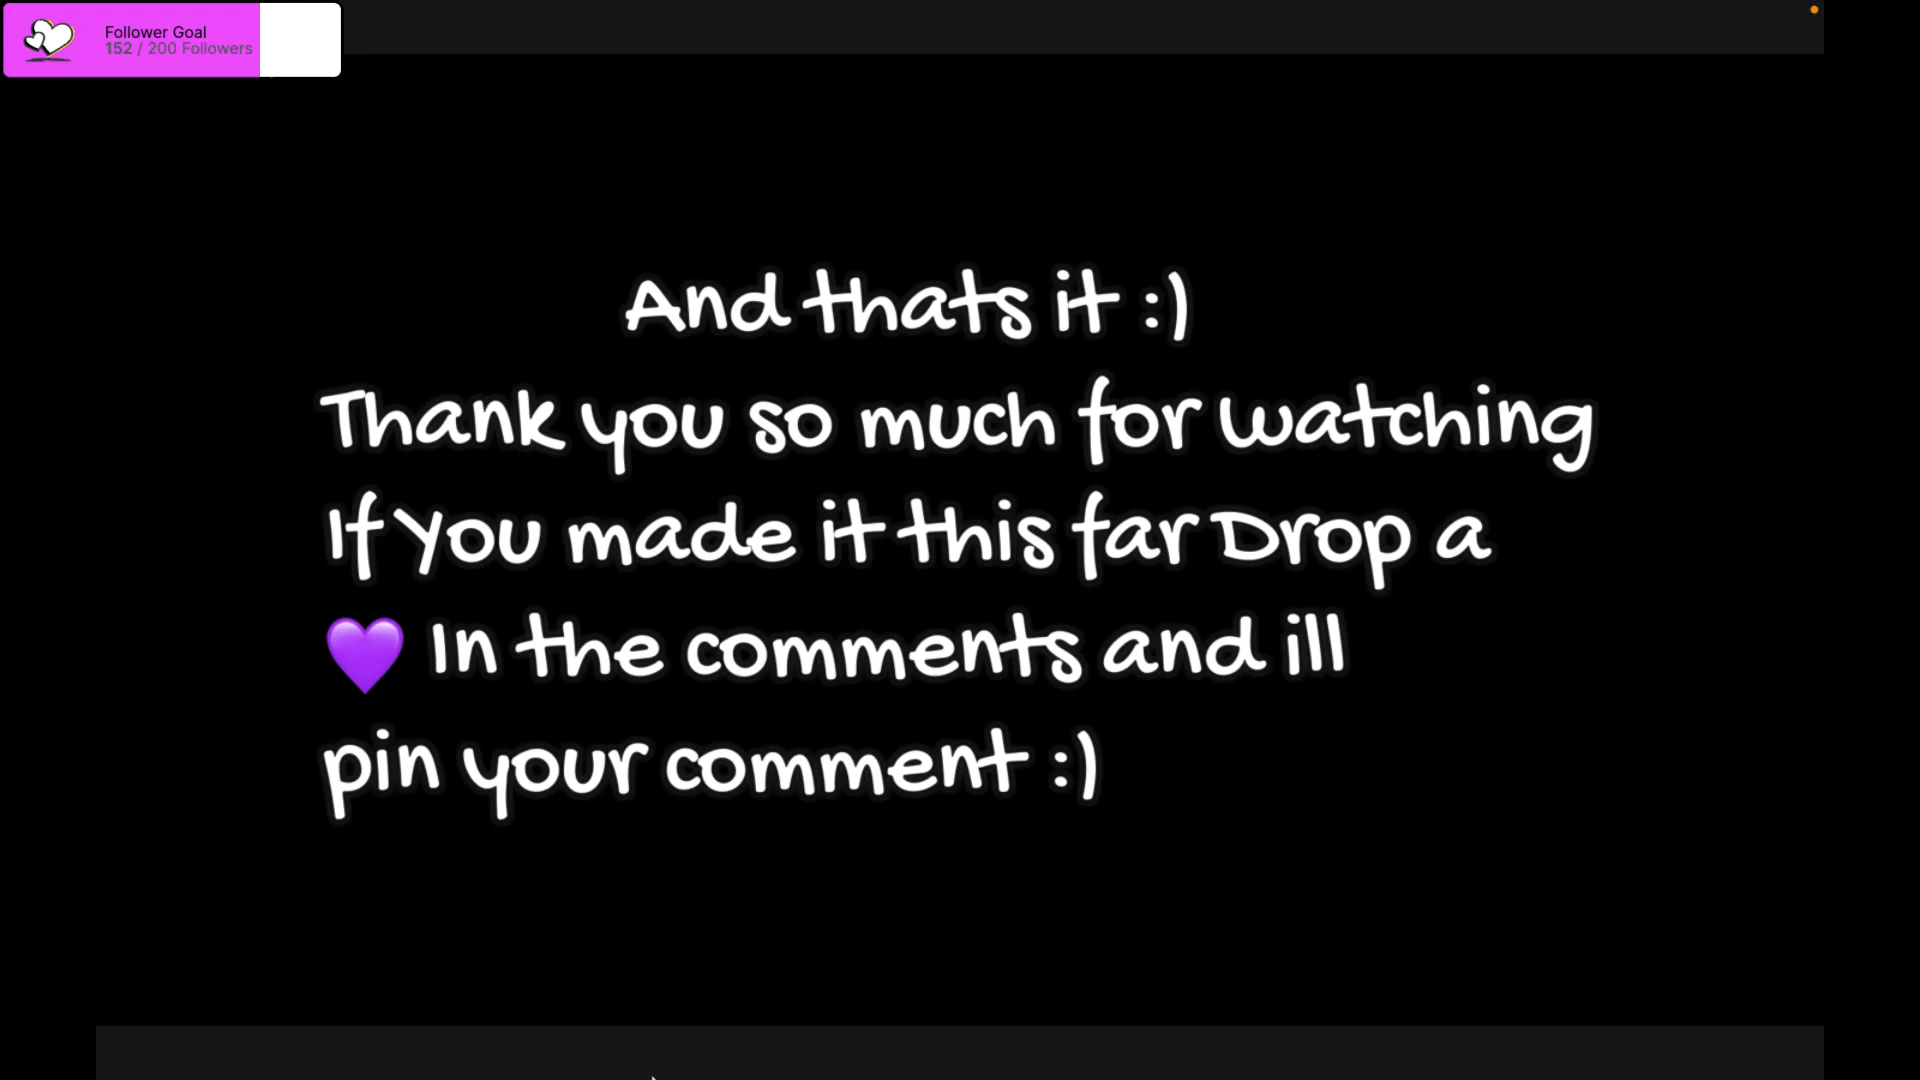 Follower Goal
152 / 200 Followers
And thats it :)
Thank you so much for watching
If You made it this far Drop a
💜 In the comments and ill
pin your comment :)